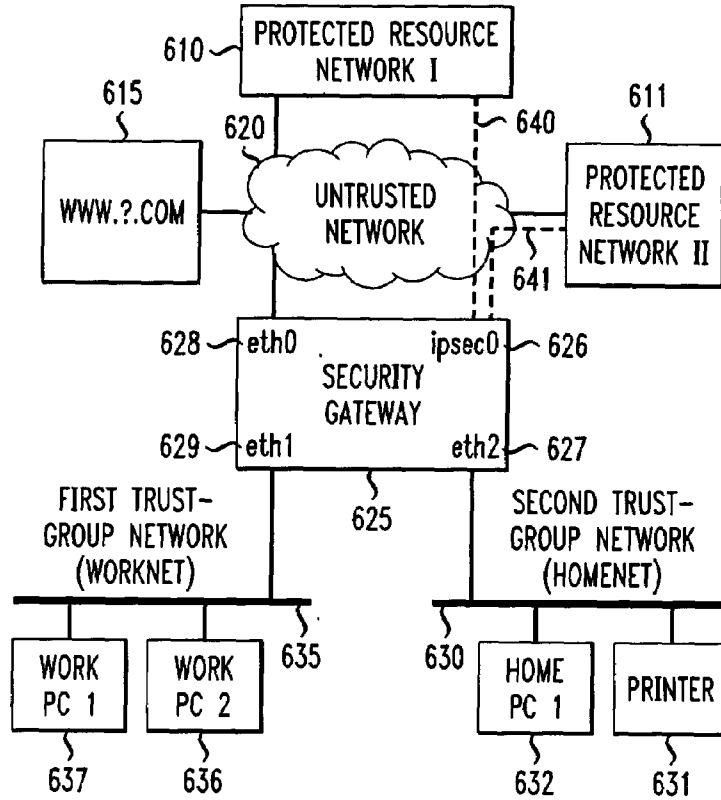 610
PROTECTED RESOURCE
NETWORK I
615
620
640
611
WWW.?.COM
UNTRUSTED
NETWORK
PROTECTED
RESOURCE
NETWORK II
641
628
eth0
ipsec0
626
SECURITY
GATEWAY
629
eth1
eth2
627
625
FIRST TRUST-
GROUP NETWORK
(WORKNET)
SECOND TRUST-
GROUP NETWORK
(HOMENET)
635
630
WORK
PC 1
WORK
PC 2
HOME
PC 1
PRINTER
637
636
632
631